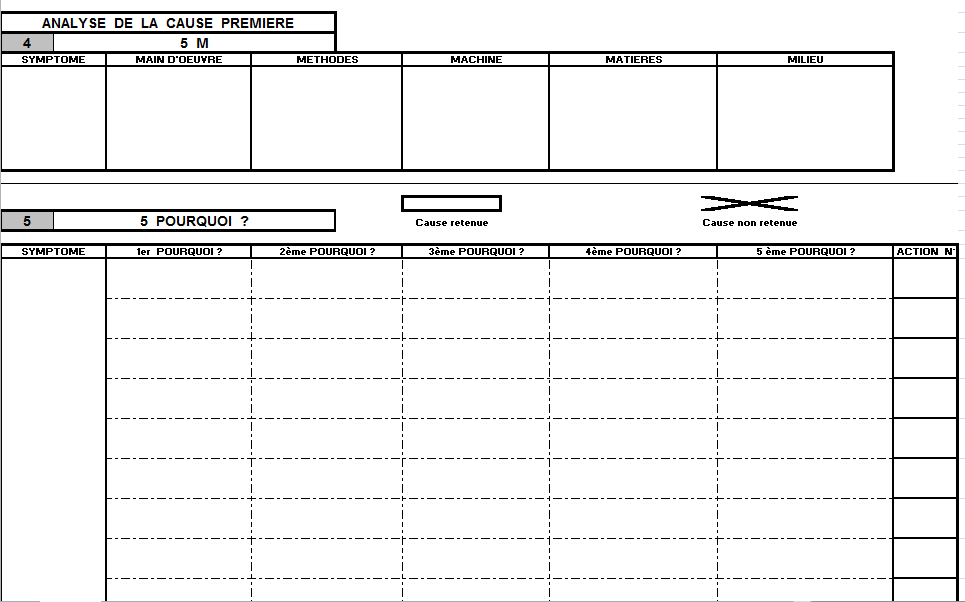 ANALYSE DE LA CAUSE PREMIERE
4 5 M
SYMPTOME MAIN D'OEUVRE METHODES MACHINE MATIERES MILIEU
5 5 POURQUOI ? Cause retenue Cause non retenue
SYMPTOME 1er POURQUOI ? 2ème POURQUOI ? 3ème POURQUOI ? 4ème POURQUOI ? 5 ème POURQUOI ? ACTION N°